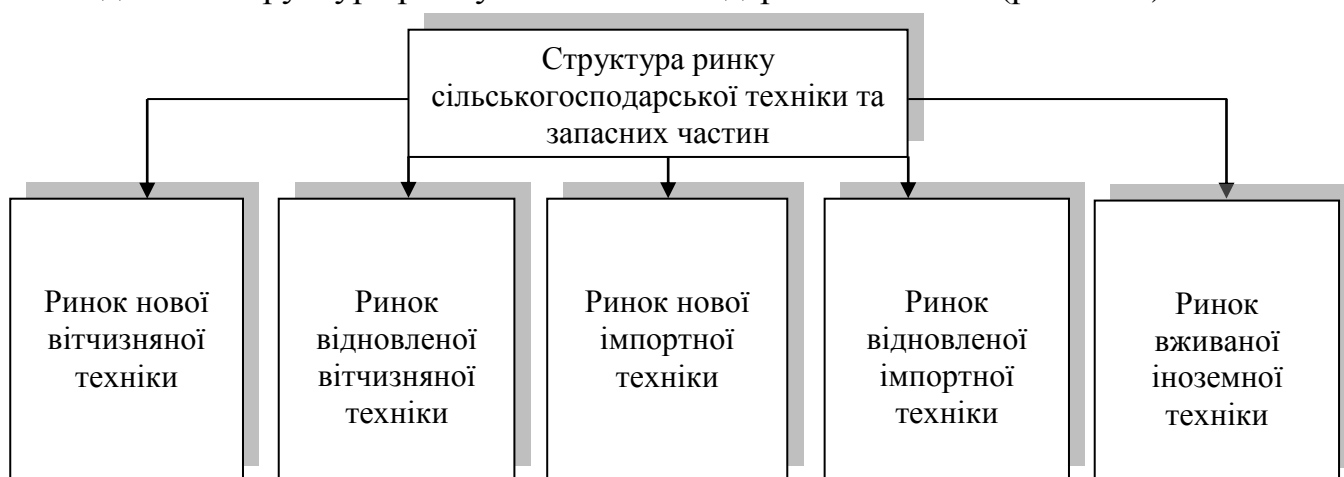 Структура ринку
сільськогосподарської техніки та
запасних частин
Ринок нової
вітчизняної
техніки
Ринок
відновленої
вітчизняної
техніки
Ринок нової
імпортної
техніки
Ринок
відновленої
імпортної
техніки
Ринок
вживаної
іноземної
техніки